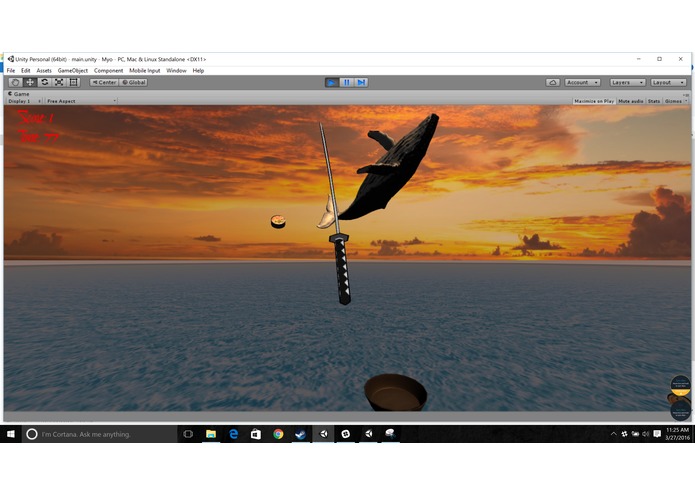 Unity Personal (64bit) - main.unity - Myo - PC, Mac & Linux Standalone <DX11>
File Edit Assets GameObject Component Mobile Input Window Help
Center Global Account Layers Layout
Game
Display 1 Free Aspect Maximize on Play Mute audio Stats Gizmos
Score 1
I'm Cortana. Ask me anything.
11:25 AM
3/27/2016